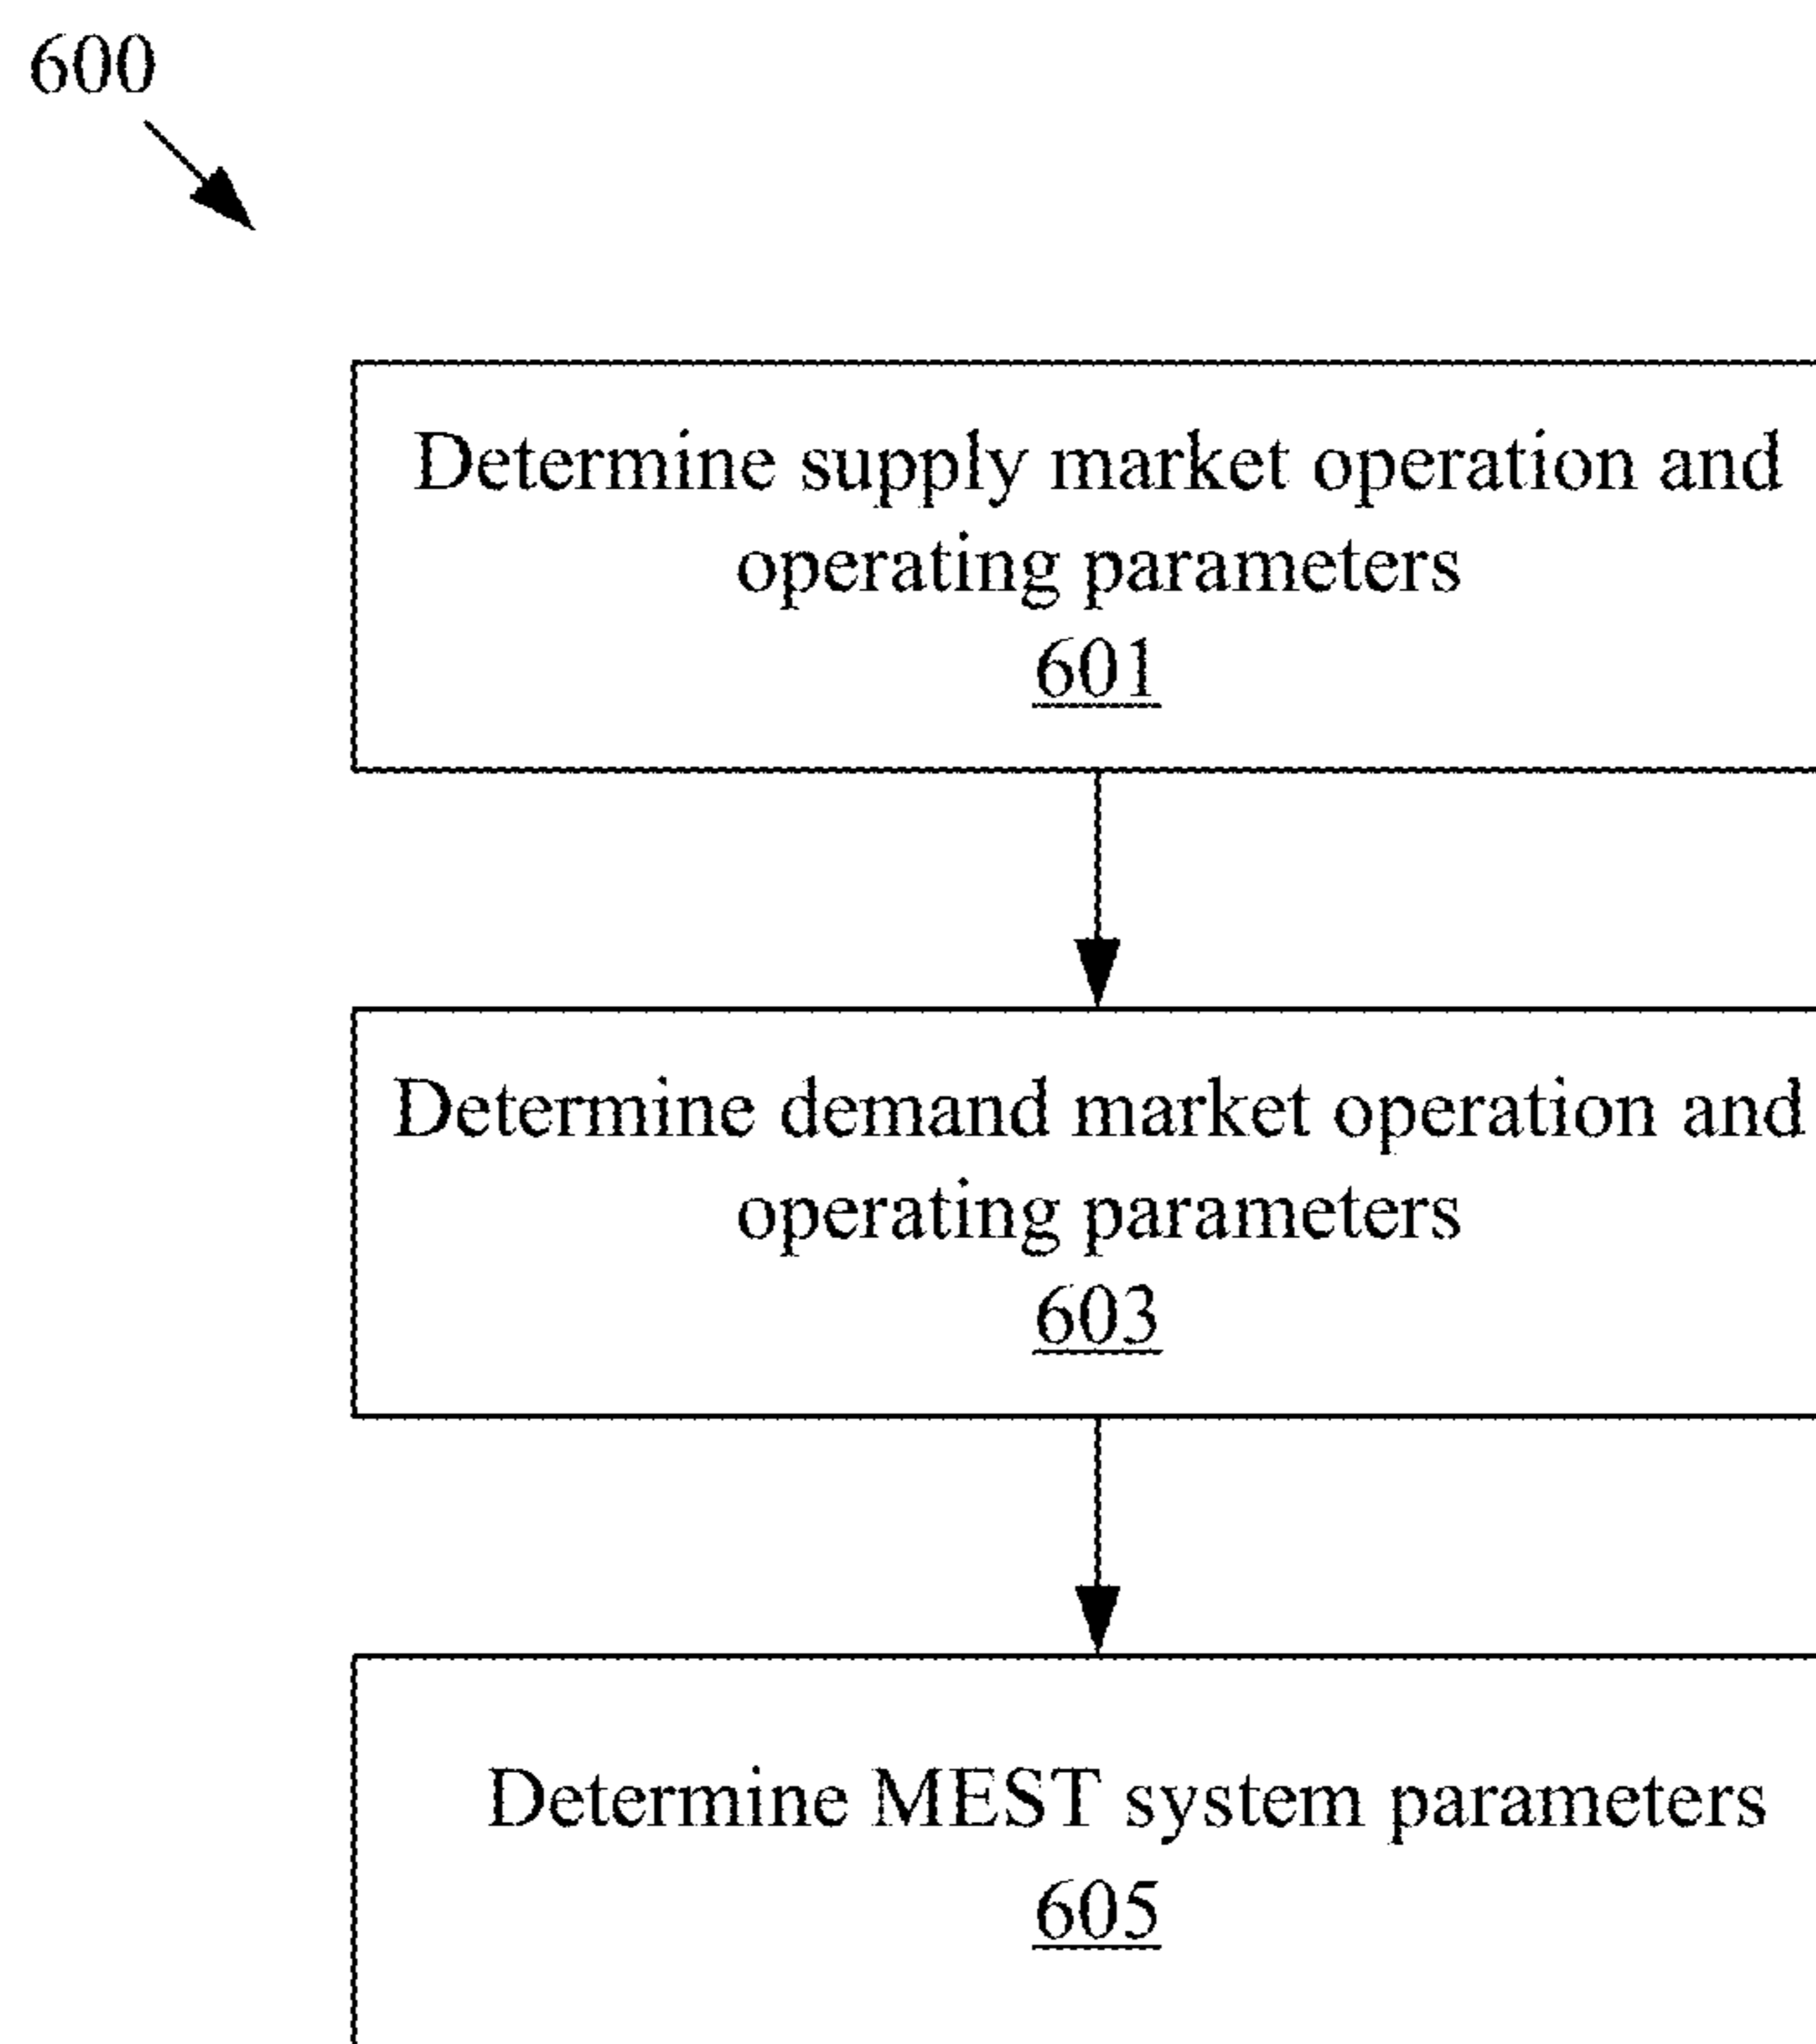 600
Determine supply market operation and
operating parameters
601
Determine demand market operation and
operating parameters
603
Determine MEST system parameters
605